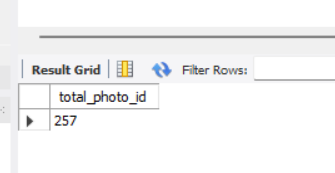 Result Grid Filter Rows:
total_photo_id
257